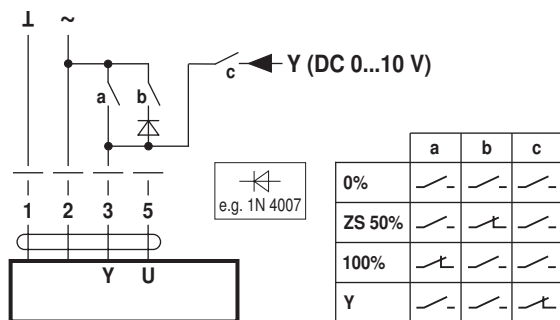 ⊥ ~
a b c Y (DC 0...10 V)
e.g. 1N 4007
1 2 3 5
Y U
a b c
0%
ZS 50%
100%
Y